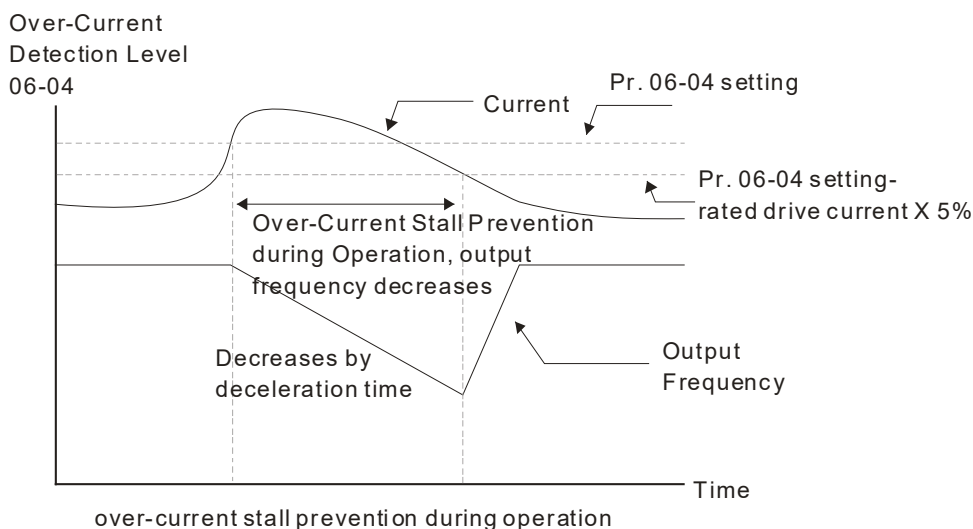 Over-Current
Detection Level
06-04
Pr. 06-04 setting
Current
Pr. 06-04 setting-
rated drive current X 5%
Over-Current Stall Prevention
during Operation, output
frequency decreases
Decreases by
deceleration time
Output
Frequency
Time
over-current stall prevention during operation